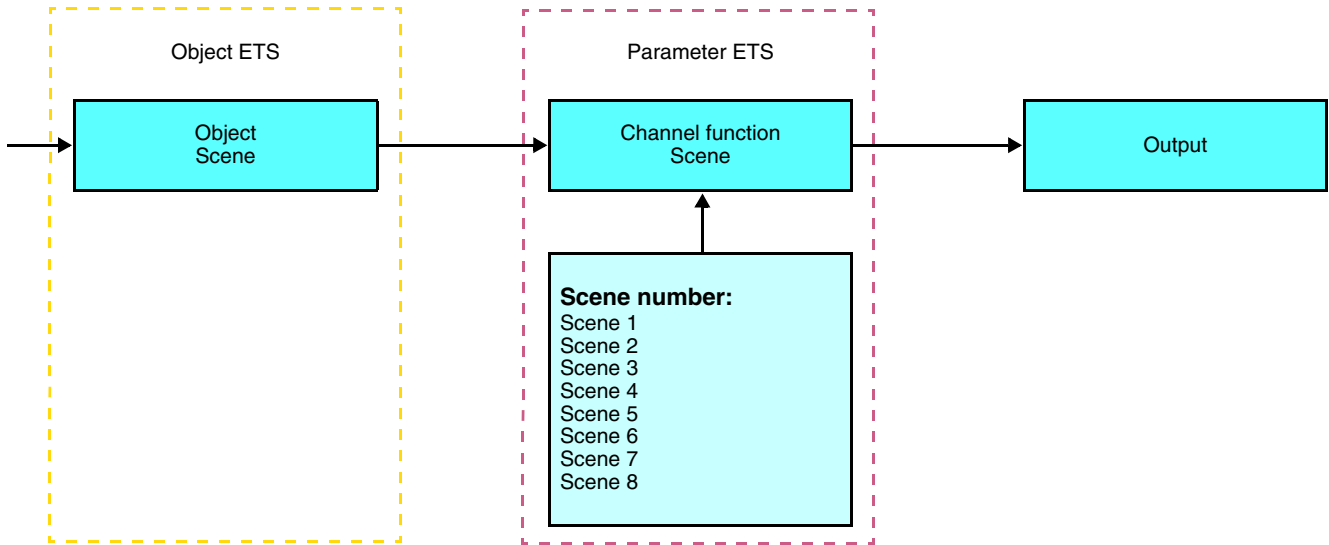 Object ETS
Parameter ETS
Object
Scene
Channel function
Scene
Output
Scene number:
Scene 1
Scene 2
Scene 3
Scene 4
Scene 5
Scene 6
Scene 7
Scene 8